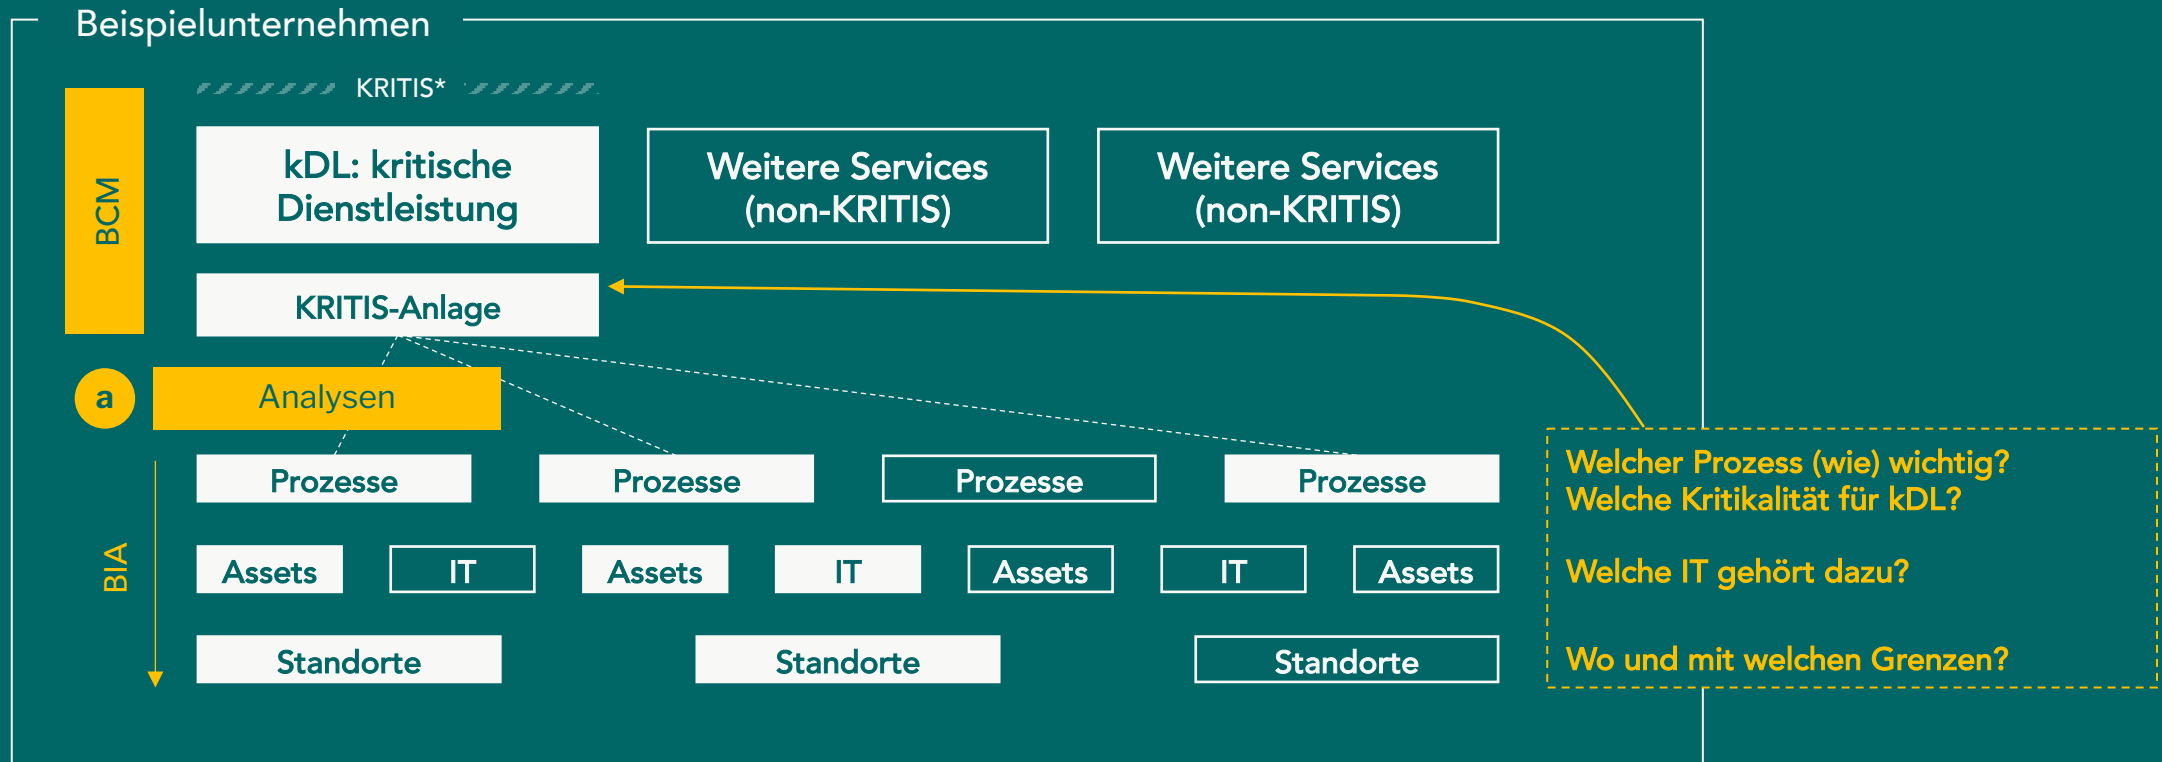 Beispielunternehmen
KRITIS*
BCM
kDL: kritische
Dienstleistung
Weitere Services
(non-KRITIS)
Weitere Services
(non-KRITIS)
KRITIS-Anlage
a
Analysen
BIA
Prozesse
Prozesse
Prozesse
Prozesse
Welcher Prozess (wie) wichtig?
Welche Kritikalität für kDL?
Assets
IT
Assets
IT
Assets
IT
Assets
Welche IT gehört dazu?
Standorte
Standorte
Standorte
Wo und mit welchen Grenzen?